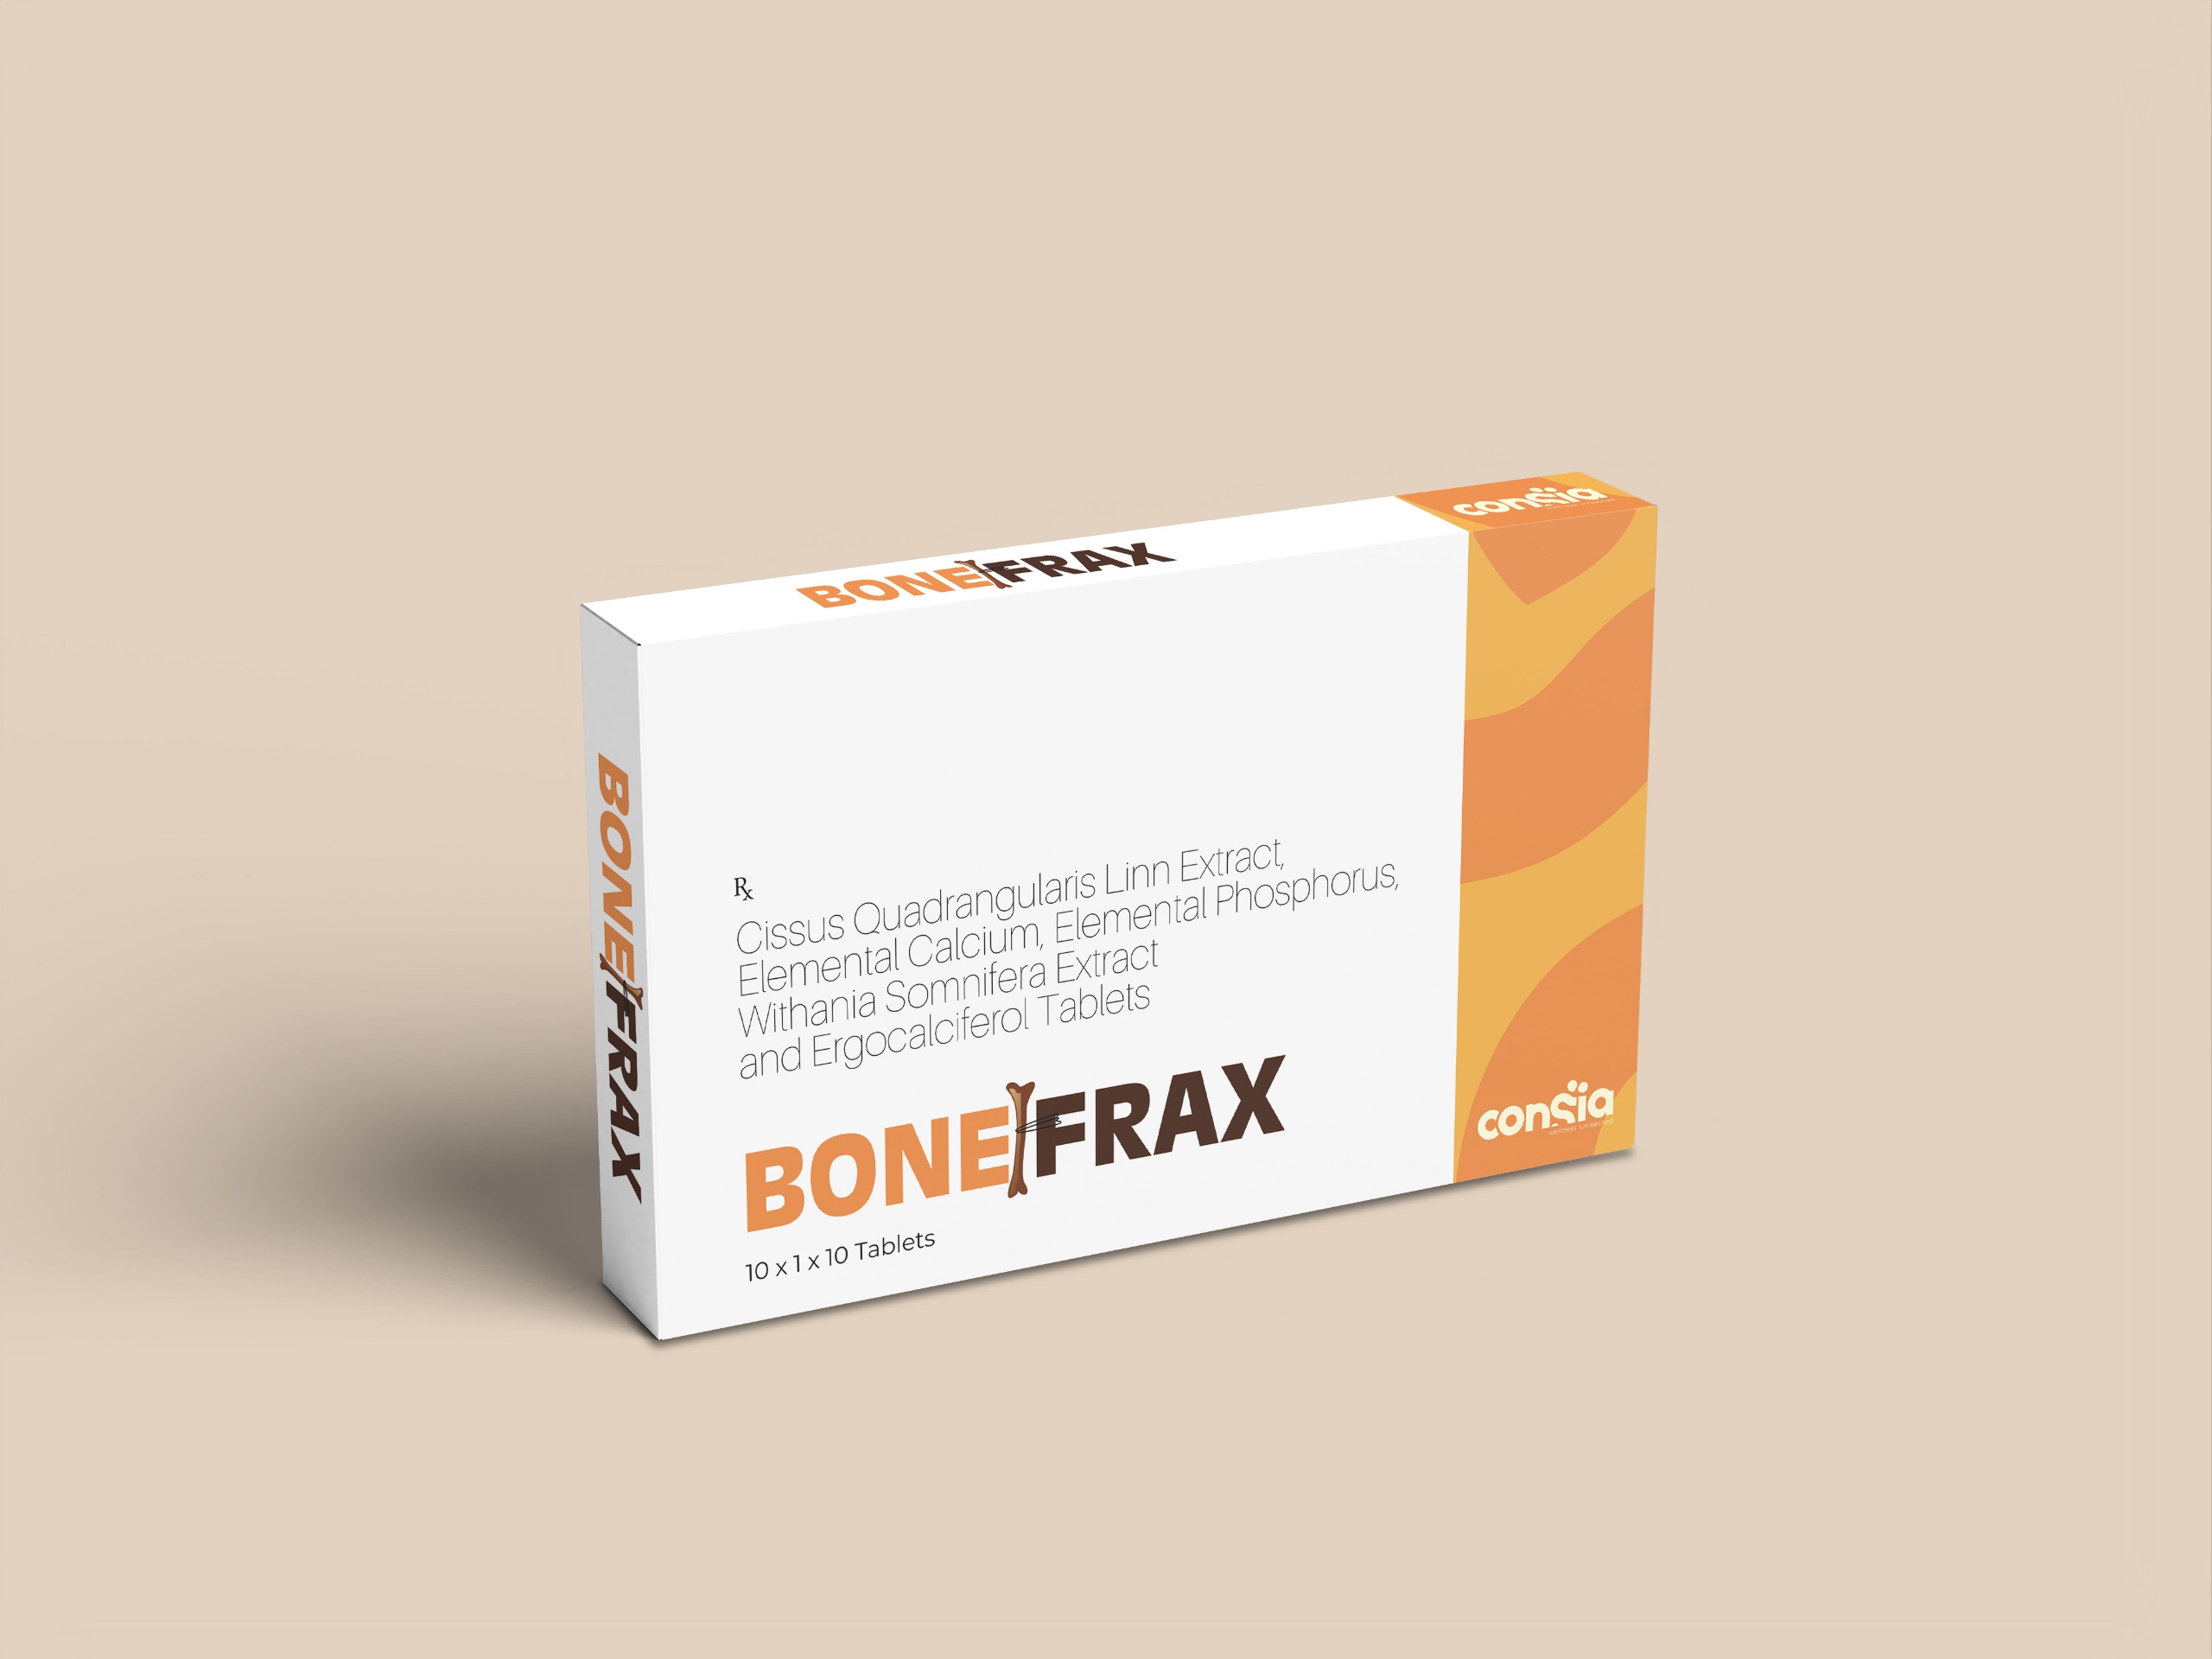 BONEFRAX
consia
BONEFRAX
Rx
Cissus Quadrangularis Linn Extract,
Elemental Calcium, Elemental Phosphorus,
Withania Somnifera Extract
and Ergocalciferol Tablets
BONEFRAX
10 x 1 x 10 Tablets
consia